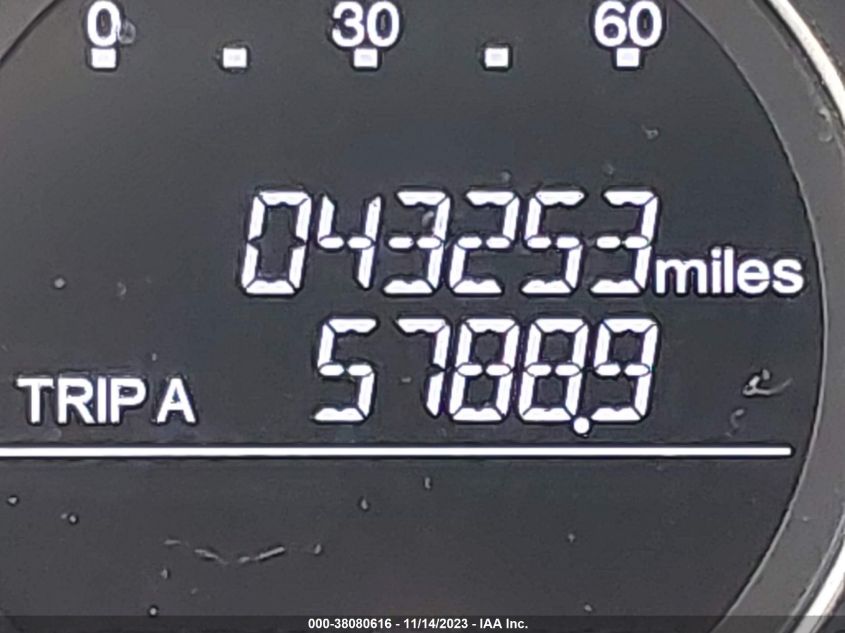 0 30 60
043253 miles
TRIP A 5788.9
000-38080616 - 11/14/2023 - IAA Inc.